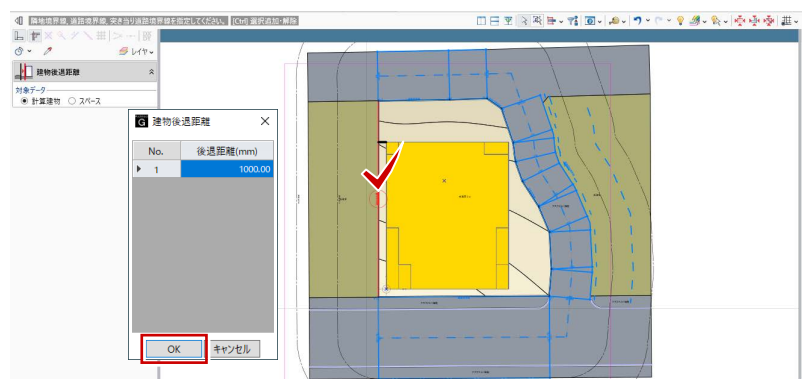 隣地境界線、道路境界線、突き当り道路境界線を指定してください。 [Ctrl] 選択追加・解除
レイヤ
建物後退距離
対象データ
計算建物 スペース
建物後退距離
No. 後退距離(mm)
1 1000.00
OK キャンセル